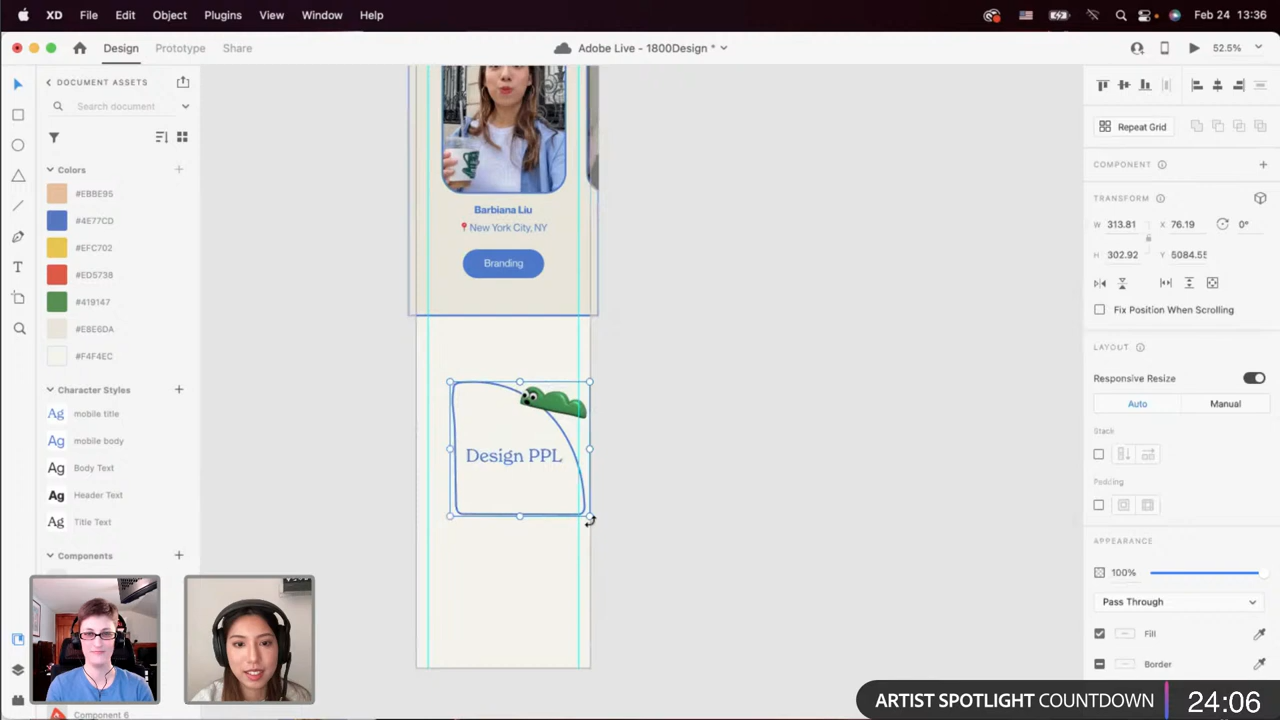 XD File Edit Object Plugins View Window Help Feb 24 13:36
Design Prototype Share Adobe Live - 1800Design * 52.5%
DOCUMENT ASSETS
Search document
Colors
#EBBE95
#4E77CD
#EFC702
#ED5738
#419147
#E8E6DA
#F4F4EC
Character Styles
Ag mobile title
Ag mobile body
Ag Body Text
Ag Header Text
Ag Title Text
Components
Component 6
Barbiana Liu
New York City, NY
Branding
Design PPL
Repeat Grid
COMPONENT
TRANSFORM
W 313.81 X 76.19 0°
H 302.92 Y 5084.55
Fix Position When Scrolling
LAYOUT
Responsive Resize
Auto Manual
Stack
Padding
APPEARANCE
100%
Pass Through
Fill
Border
ARTIST SPOTLIGHT COUNTDOWN 24:06